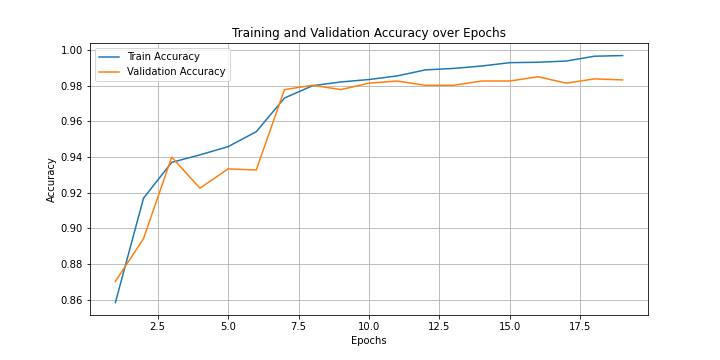 Training and Validation Accuracy over Epochs
Train Accuracy
Validation Accuracy
Accuracy
1.00
0.98
0.96
0.94
0.92
0.90
0.88
0.86
2.5 5.0 7.5 10.0 12.5 15.0 17.5
Epochs